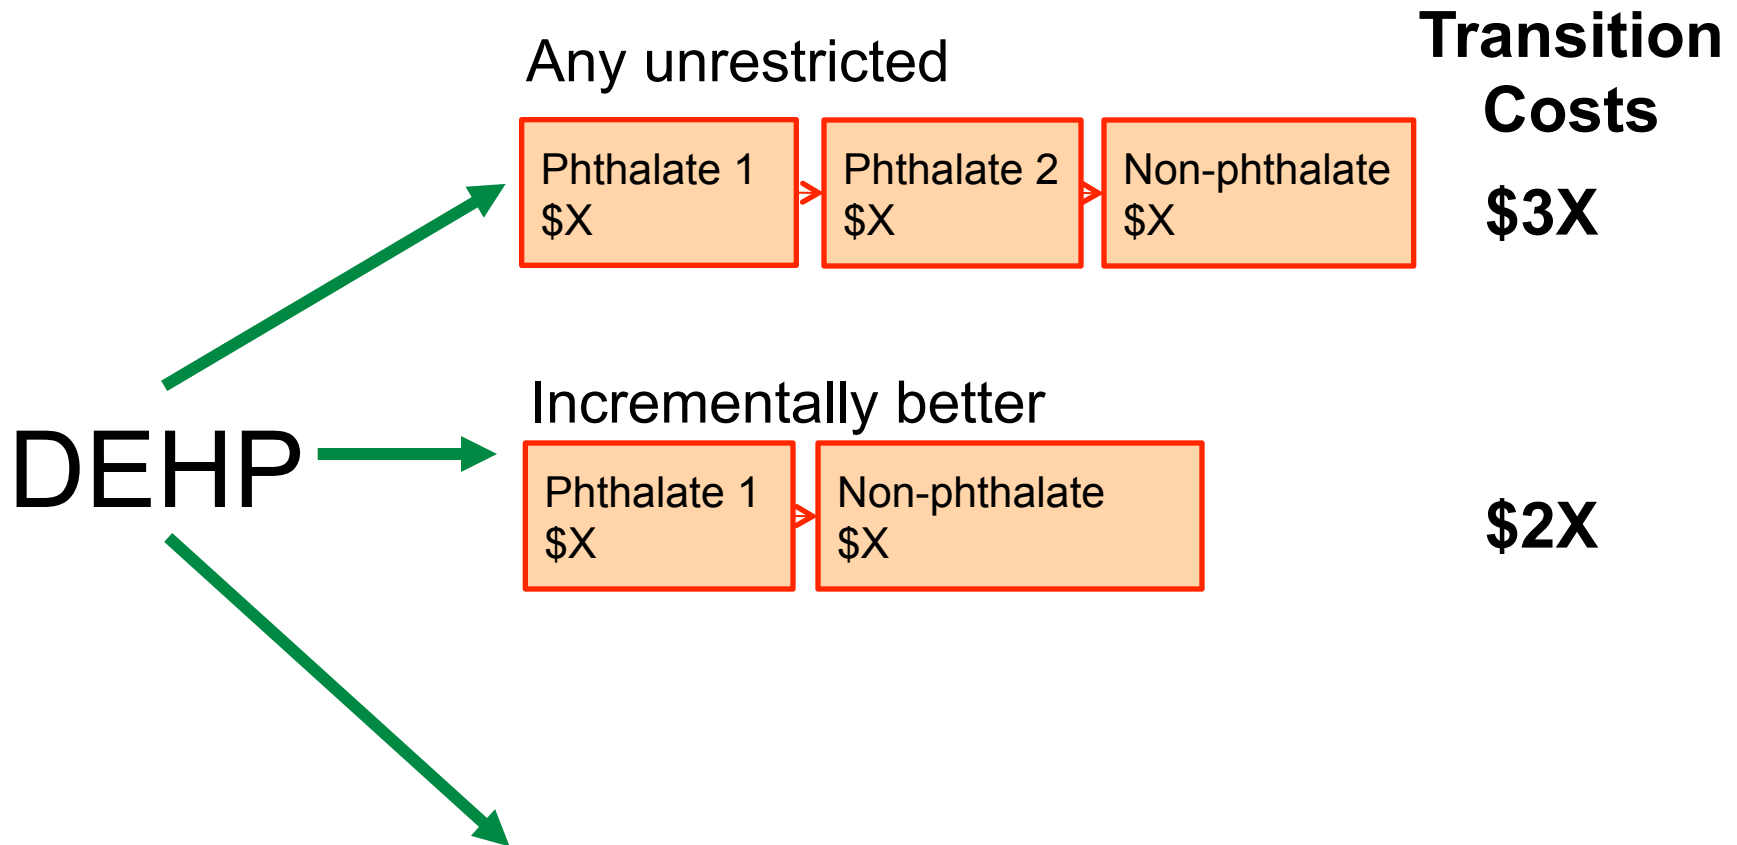 Transition
Costs
Any unrestricted
Phthalate 1
$X
Phthalate 2
$X
Non-phthalate
$X
$3X
DEHP
Incrementally better
Phthalate 1
$X
Non-phthalate
$X
$2X